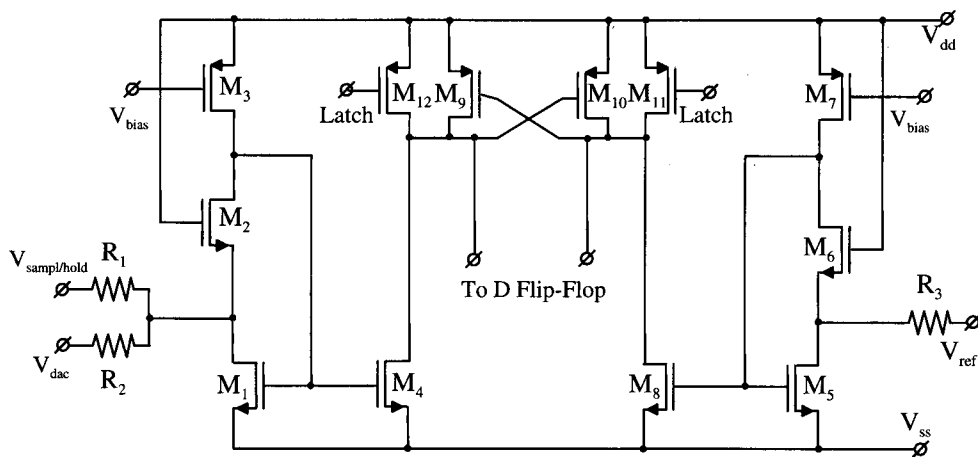 V_dd
M_3
M_12
M_9
M_10
M_11
M_7
V_bias
Latch
Latch
V_bias
M_2
M_6
V_sampl/hold
R_1
To D Flip-Flop
R_3
V_dac
R_2
V_ref
M_1
M_4
M_8
M_5
V_ss